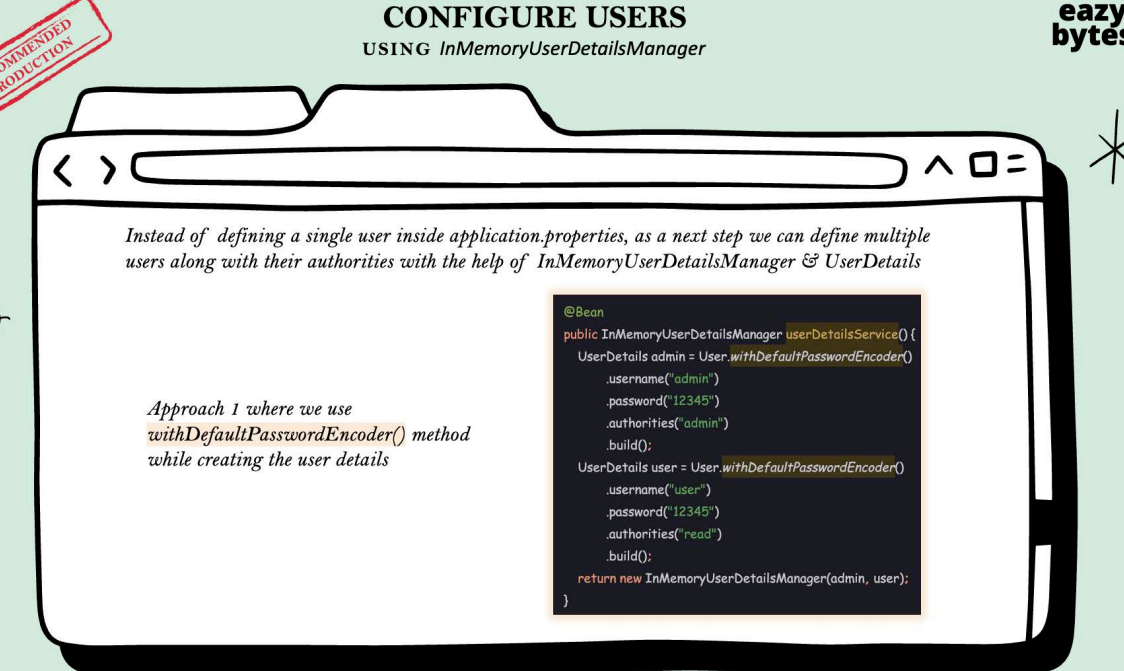 CONFIGURE USERS
USING InMemoryUserDetailsManager
eazy
bytes
Instead of defining a single user inside application.properties, as a next step we can define multiple
users along with their authorities with the help of InMemoryUserDetailsManager & UserDetails
Approach 1 where we use
withDefaultPasswordEncoder() method
while creating the user details
@Bean
public InMemoryUserDetailsManager userDetailsService() {
UserDetails admin = User.withDefaultPasswordEncoder()
.username("admin")
.password("12345")
.authorities("admin")
.build();
UserDetails user = User.withDefaultPasswordEncoder()
.username("user")
.password("12345")
.authorities("read")
.build();
return new InMemoryUserDetailsManager(admin, user);
}